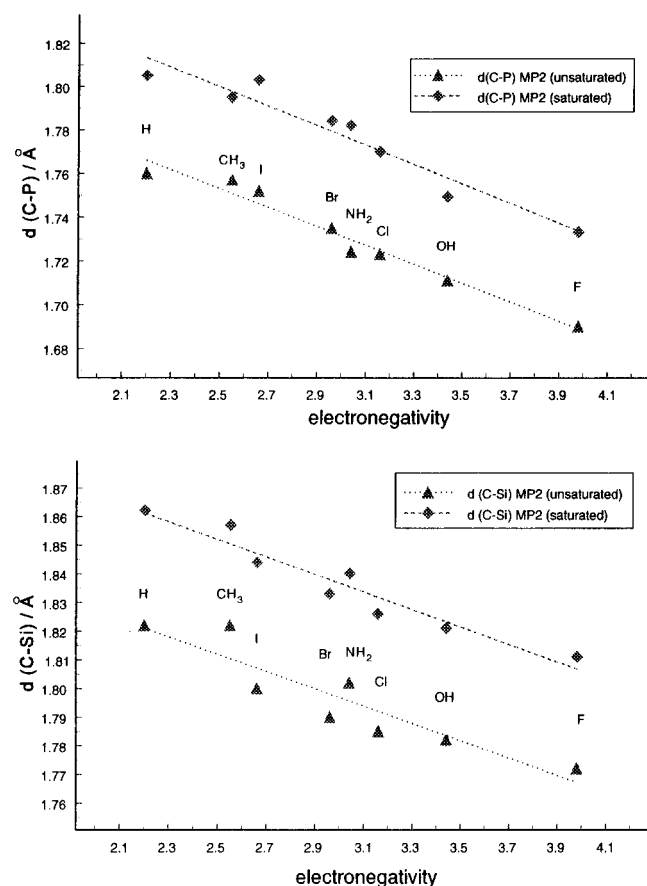 1.82
1.80
1.78
1.76
1.74
1.72
1.70
1.68
d (C-P) / Å
d(C-P) MP2 (unsaturated)
d(C-P) MP2 (saturated)
H
CH₃
I
Br
NH₂
Cl
OH
F
2.1 2.3 2.5 2.7 2.9 3.1 3.3 3.5 3.7 3.9 4.1
electronegativity
1.87
1.86
1.85
1.84
1.83
1.82
1.81
1.80
1.79
1.78
1.77
1.76
d (C-Si) / Å
d (C-Si) MP2 (unsaturated)
d (C-Si) MP2 (saturated)
H
CH₃
I
Br
NH₂
Cl
OH
F
2.1 2.3 2.5 2.7 2.9 3.1 3.3 3.5 3.7 3.9 4.1
electronegativity